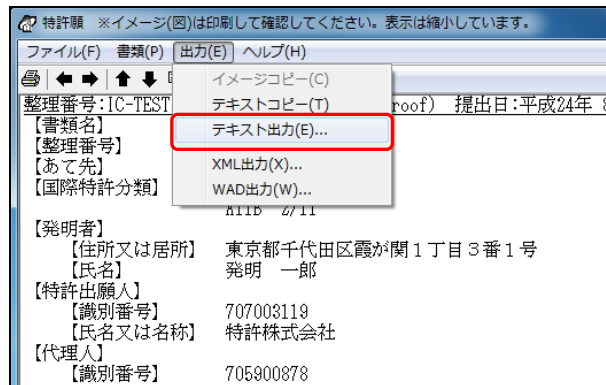 特許願 ※イメージ(図)は印刷して確認してください。表示は縮小しています。
ファイル(F) 書類(P) 出力(E) ヘルプ(H)
イメージコピー(C)
テキストコピー(T)
テキスト出力(E)...
XML出力(X)...
WAD出力(W)...
整理番号:IC-TEST roof) 提出日:平成24年
【書類名】
【整理番号】
【あて先】
【国際特許分類】
【発明者】
【住所又は居所】 東京都千代田区霞が関1丁目3番1号
【氏名】 発明 一郎
【特許出願人】
【識別番号】 707003119
【氏名又は名称】 特許株式会社
【代理人】
【識別番号】 705900878